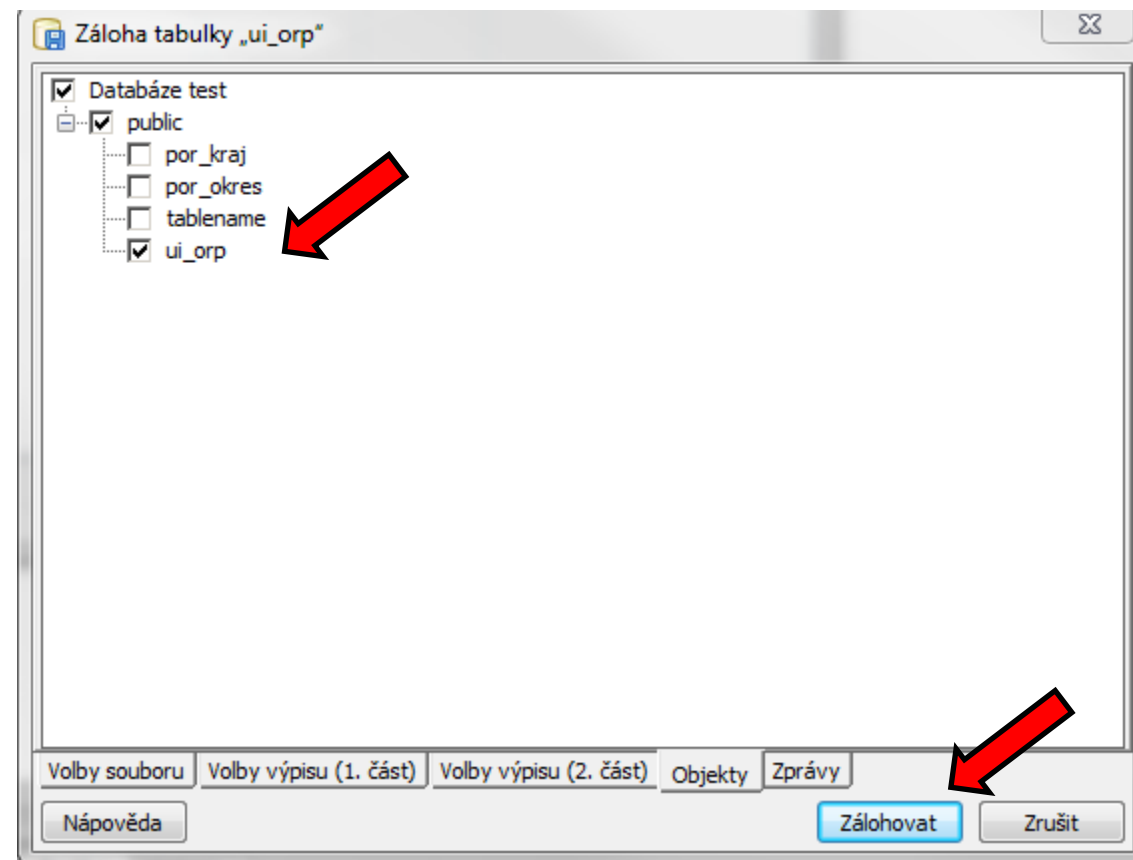 Záloha tabulky „ui_orp“
Databáze test
public
por_kraj
por_okres
tablename
ui_orp
Volby souboru Volby výpisu (1. část) Volby výpisu (2. část) Objekty Zprávy
Nápověda Zálohovat Zrušit